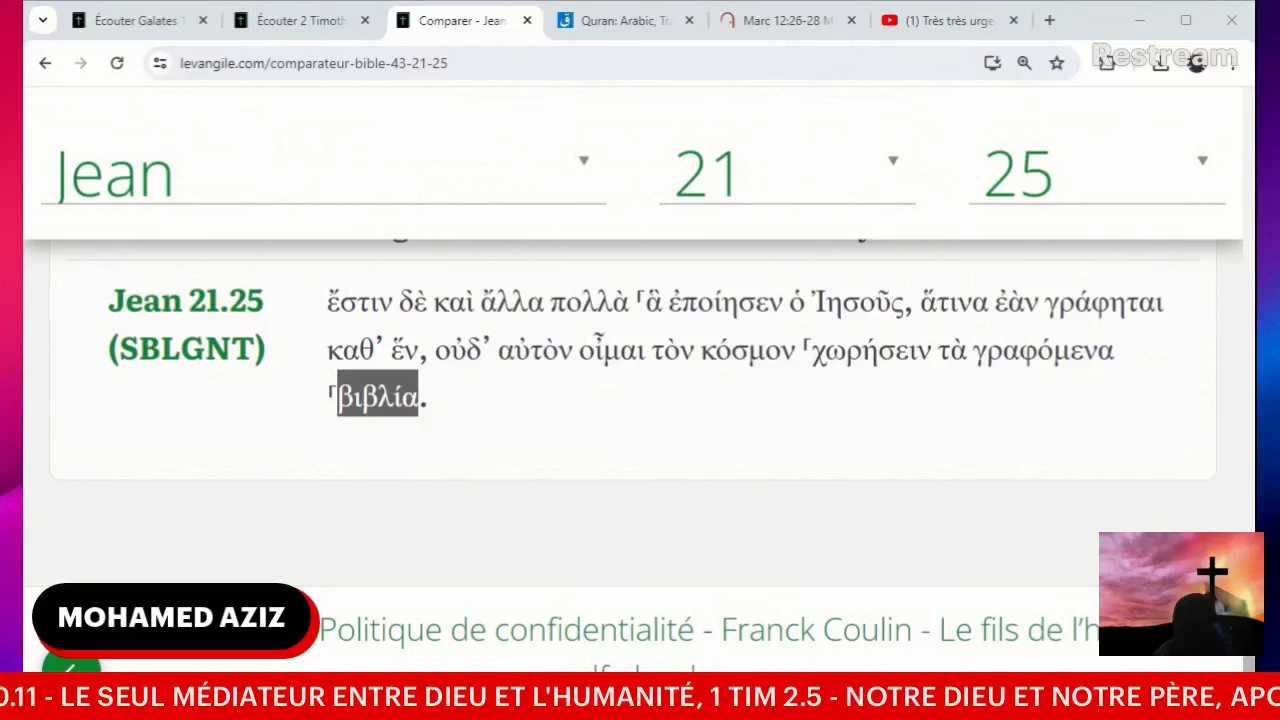 Écouter Galates 1
Écouter 2 Timoth
Comparer - Jean
Quran: Arabic, Tra
Marc 12:26-28 M
(1) Très très urge
levangile.com/comparateur-bible-43-21-25
Restream
Jean
21
25
Jean 21.25
(SBLGNT)
ἔστιν δὲ καὶ ἄλλα πολλὰ ⸀ἃ ἐποίησεν ὁ Ἰησοῦς, ἅτινα ἐὰν γράφηται
καθ’ ἕν, οὐδ’ αὐτὸν οἶμαι τὸν κόσμον ⸀χωρήσειν τὰ γραφόμενα
⸀βιβλία.
MOHAMED AZIZ
Politique de confidentialité - Franck Coulin - Le fils de l’h
0.11 - LE SEUL MÉDIATEUR ENTRE DIEU ET L'HUMANITÉ, 1 TIM 2.5 - NOTRE DIEU ET NOTRE PÈRE, APO